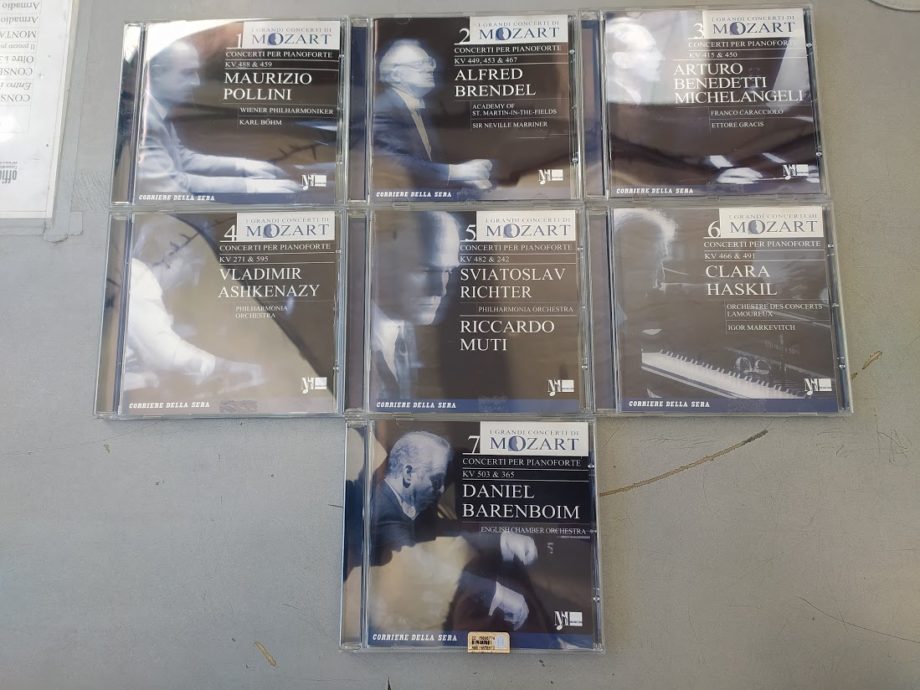 1
I GRANDI CONCERTI DI
MOZART
CONCERTI PER PIANOFORTE
KV 488 & 459
MAURIZIO
POLLINI
WIENER PHILHARMONIKER
KARL BÖHM
CORRIERE DELLA SERA
2
I GRANDI CONCERTI DI
MOZART
CONCERTI PER PIANOFORTE
KV 449, 453 & 467
ALFRED
BRENDEL
ACADEMY OF
ST. MARTIN-IN-THE-FIELDS
SIR NEVILLE MARRINER
CORRIERE DELLA SERA
3
I GRANDI CONCERTI DI
MOZART
CONCERTI PER PIANOFORTE
KV 415 & 450
ARTURO
BENEDETTI
MICHELANGELI
FRANCO CARACCIOLO
ETTORE GRACIS
CORRIERE DELLA SERA
4
I GRANDI CONCERTI DI
MOZART
CONCERTI PER PIANOFORTE
KV 271 & 595
VLADIMIR
ASHKENAZY
PHILHARMONIA
ORCHESTRA
CORRIERE DELLA SERA
5
I GRANDI CONCERTI DI
MOZART
CONCERTI PER PIANOFORTE
KV 482 & 242
SVIATOSLAV
RICHTER
PHILHARMONIA ORCHESTRA
RICCARDO
MUTI
CORRIERE DELLA SERA
6
I GRANDI CONCERTI DI
MOZART
CONCERTI PER PIANOFORTE
KV 466 & 491
CLARA
HASKIL
ORCHESTRE DES CONCERTS
LAMOUREUX
IGOR MARKEVITCH
CORRIERE DELLA SERA
7
I GRANDI CONCERTI DI
MOZART
CONCERTI PER PIANOFORTE
KV 503 & 365
DANIEL
BARENBOIM
ENGLISH CHAMBER ORCHESTRA
CORRIERE DELLA SERA